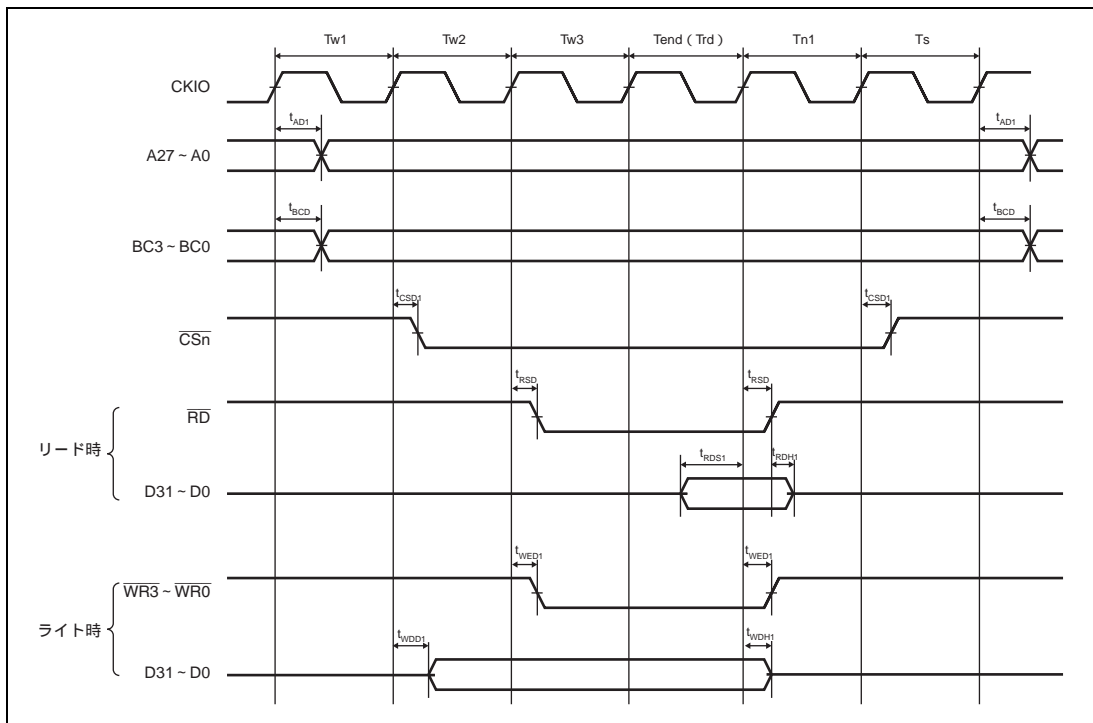 Tw1 Tw2 Tw3 Tend ( Trd ) Tn1 Ts
CKIO
tAD1 tAD1
A27 ~ A0
tBCD tBCD
BC3 ~ BC0
tCSD1 tCSD1
CSn
tRSD tRSD
RD
リード時
tRDS1 tRDH1
D31 ~ D0
tWED1 tWED1
WR3 ~ WR0
ライト時
tWDD1 tWDH1
D31 ~ D0